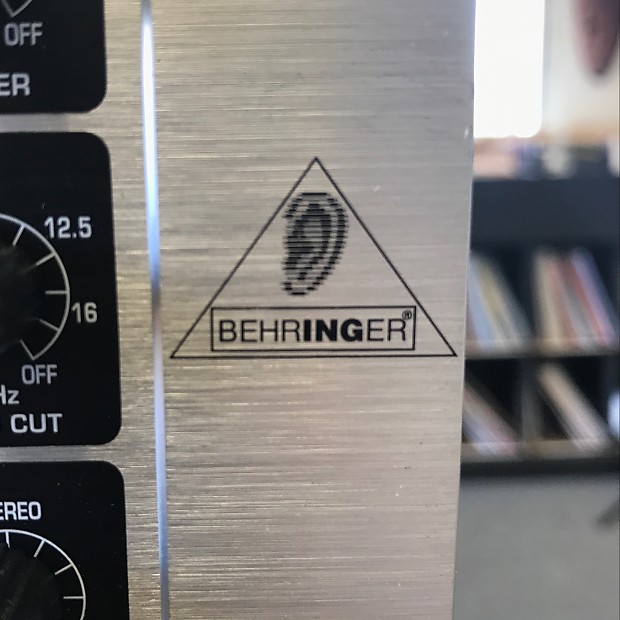 OFF
ER
12.5
16
OFF
Hz
CUT
EREO
BEHRINGER®